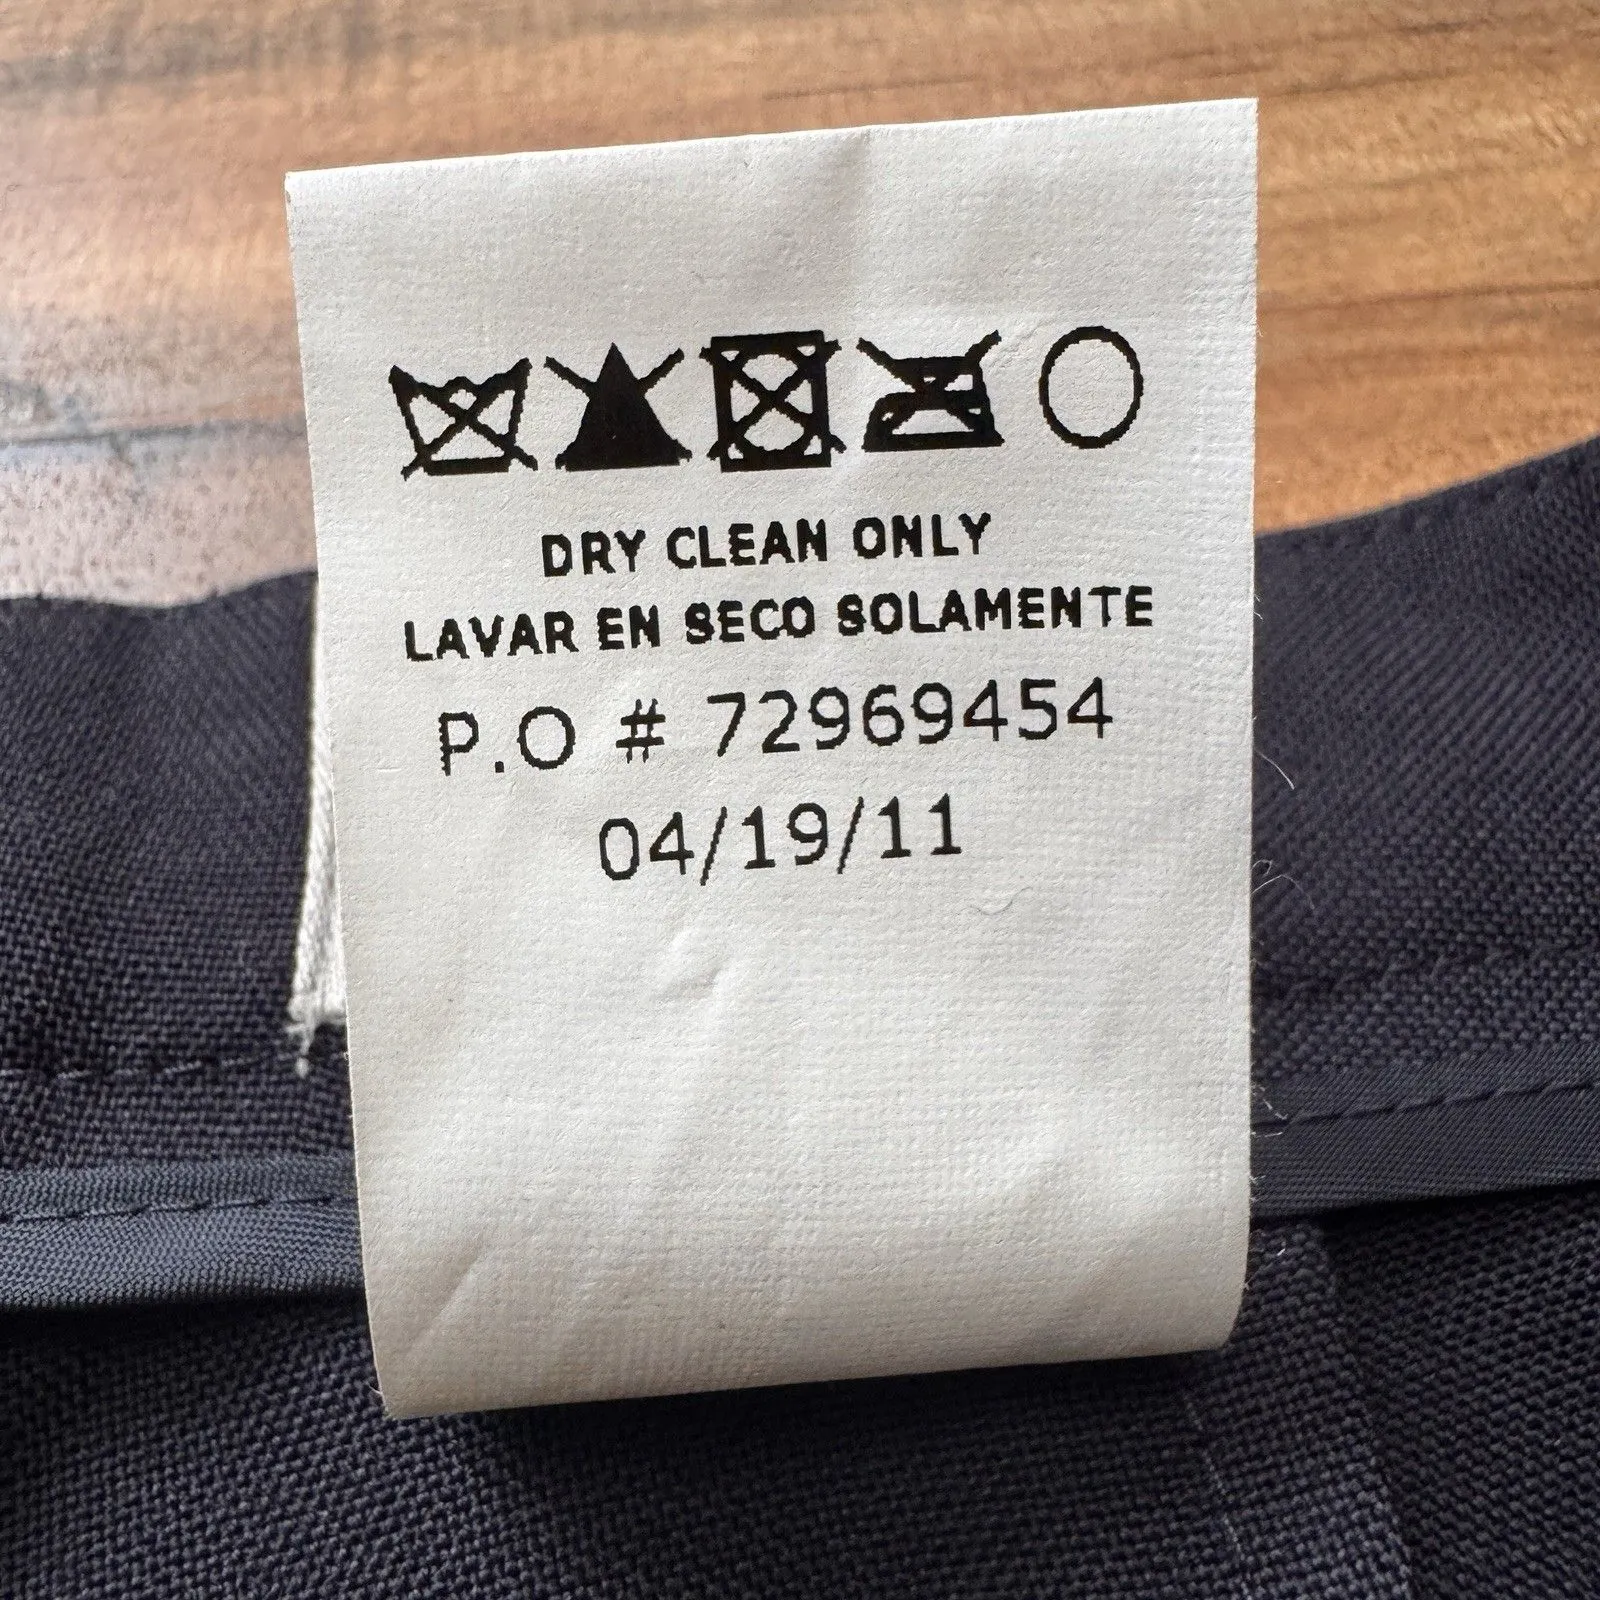 DRY CLEAN ONLY
LAVAR EN SECO SOLAMENTE
P.O # 72969454
04/19/11